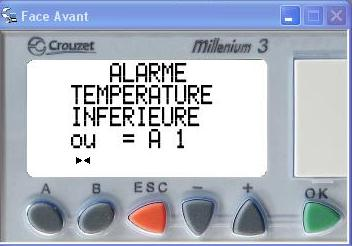 Face Avant
Crouzet millenium 3
ALARME
TEMPERATURE
INFERIEURE
ou = A 1
A B ESC - + OK